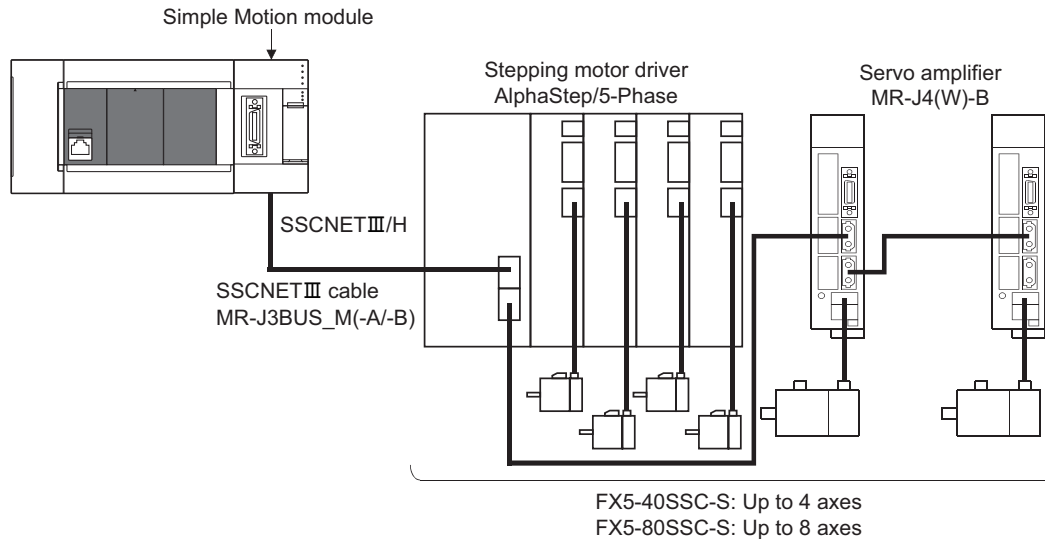 Simple Motion module
Stepping motor driver
AlphaStep/5-Phase
Servo amplifier
MR-J4(W)-B
SSCNETⅢ/H
SSCNETⅢ cable
MR-J3BUS_M(-A/-B)
FX5-40SSC-S: Up to 4 axes
FX5-80SSC-S: Up to 8 axes